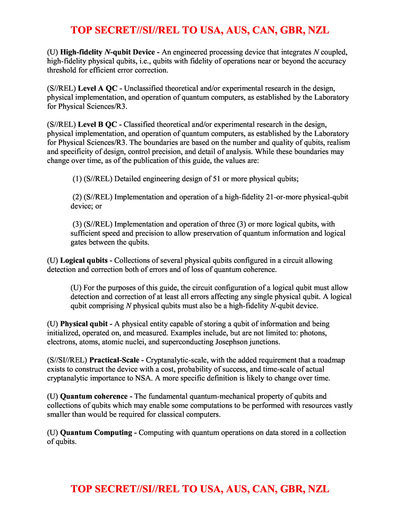 TOP SECRET//SI//REL TO USA, AUS, CAN, GBR, NZL
(U) High-fidelity N-qubit Device - An engineered processing device that integrates N coupled,
high-fidelity physical qubits, i.e., qubits with fidelity of operations near or beyond the accuracy
threshold for efficient error correction.
(S//REL) Level A QC - Unclassified theoretical and/or experimental research in the design,
physical implementation, and operation of quantum computers, as established by the Laboratory
for Physical Sciences/R3.
(S//REL) Level B QC - Classified theoretical and/or experimental research in the design,
physical implementation, and operation of quantum computers, as established by the Laboratory
for Physical Sciences/R3. The boundaries are based on the number and quality of qubits, realism
and specificity of design, control precision, and detail of analysis. While these boundaries may
change over time, as of the publication of this guide, the values are:
(1) (S//REL) Detailed engineering design of 51 or more physical qubits;
(2) (S//REL) Implementation and operation of a high-fidelity 21-or-more physical-qubit
device; or
(3) (S//REL) Implementation and operation of three (3) or more logical qubits, with
sufficient speed and precision to allow preservation of quantum information and logical
gates between the qubits.
(U) Logical qubits - Collections of several physical qubits configured in a circuit allowing
detection and correction both of errors and of loss of quantum coherence.
(U) For the purposes of this guide, the circuit configuration of a logical qubit must allow
detection and correction of at least all errors affecting any single physical qubit. A logical
qubit comprising N physical qubits must also be a high-fidelity N-qubit device.
(U) Physical qubit - A physical entity capable of storing a qubit of information and being
initialized, operated on, and measured. Examples include, but are not limited to: photons,
electrons, atoms, atomic nuclei, and superconducting Josephson junctions.
(S//SI//REL) Practical-Scale - Cryptanalytic-scale, with the added requirement that a roadmap
exists to construct the device with a cost, probability of success, and time-scale of actual
cryptanalytic importance to NSA. A more specific definition is likely to change over time.
(U) Quantum coherence - The fundamental quantum-mechanical property of qubits and
collections of qubits which may enable some computations to be performed with resources vastly
smaller than would be required for classical computers.
(U) Quantum Computing - Computing with quantum operations on data stored in a collection
of qubits.
TOP SECRET//SI//REL TO USA, AUS, CAN, GBR, NZL